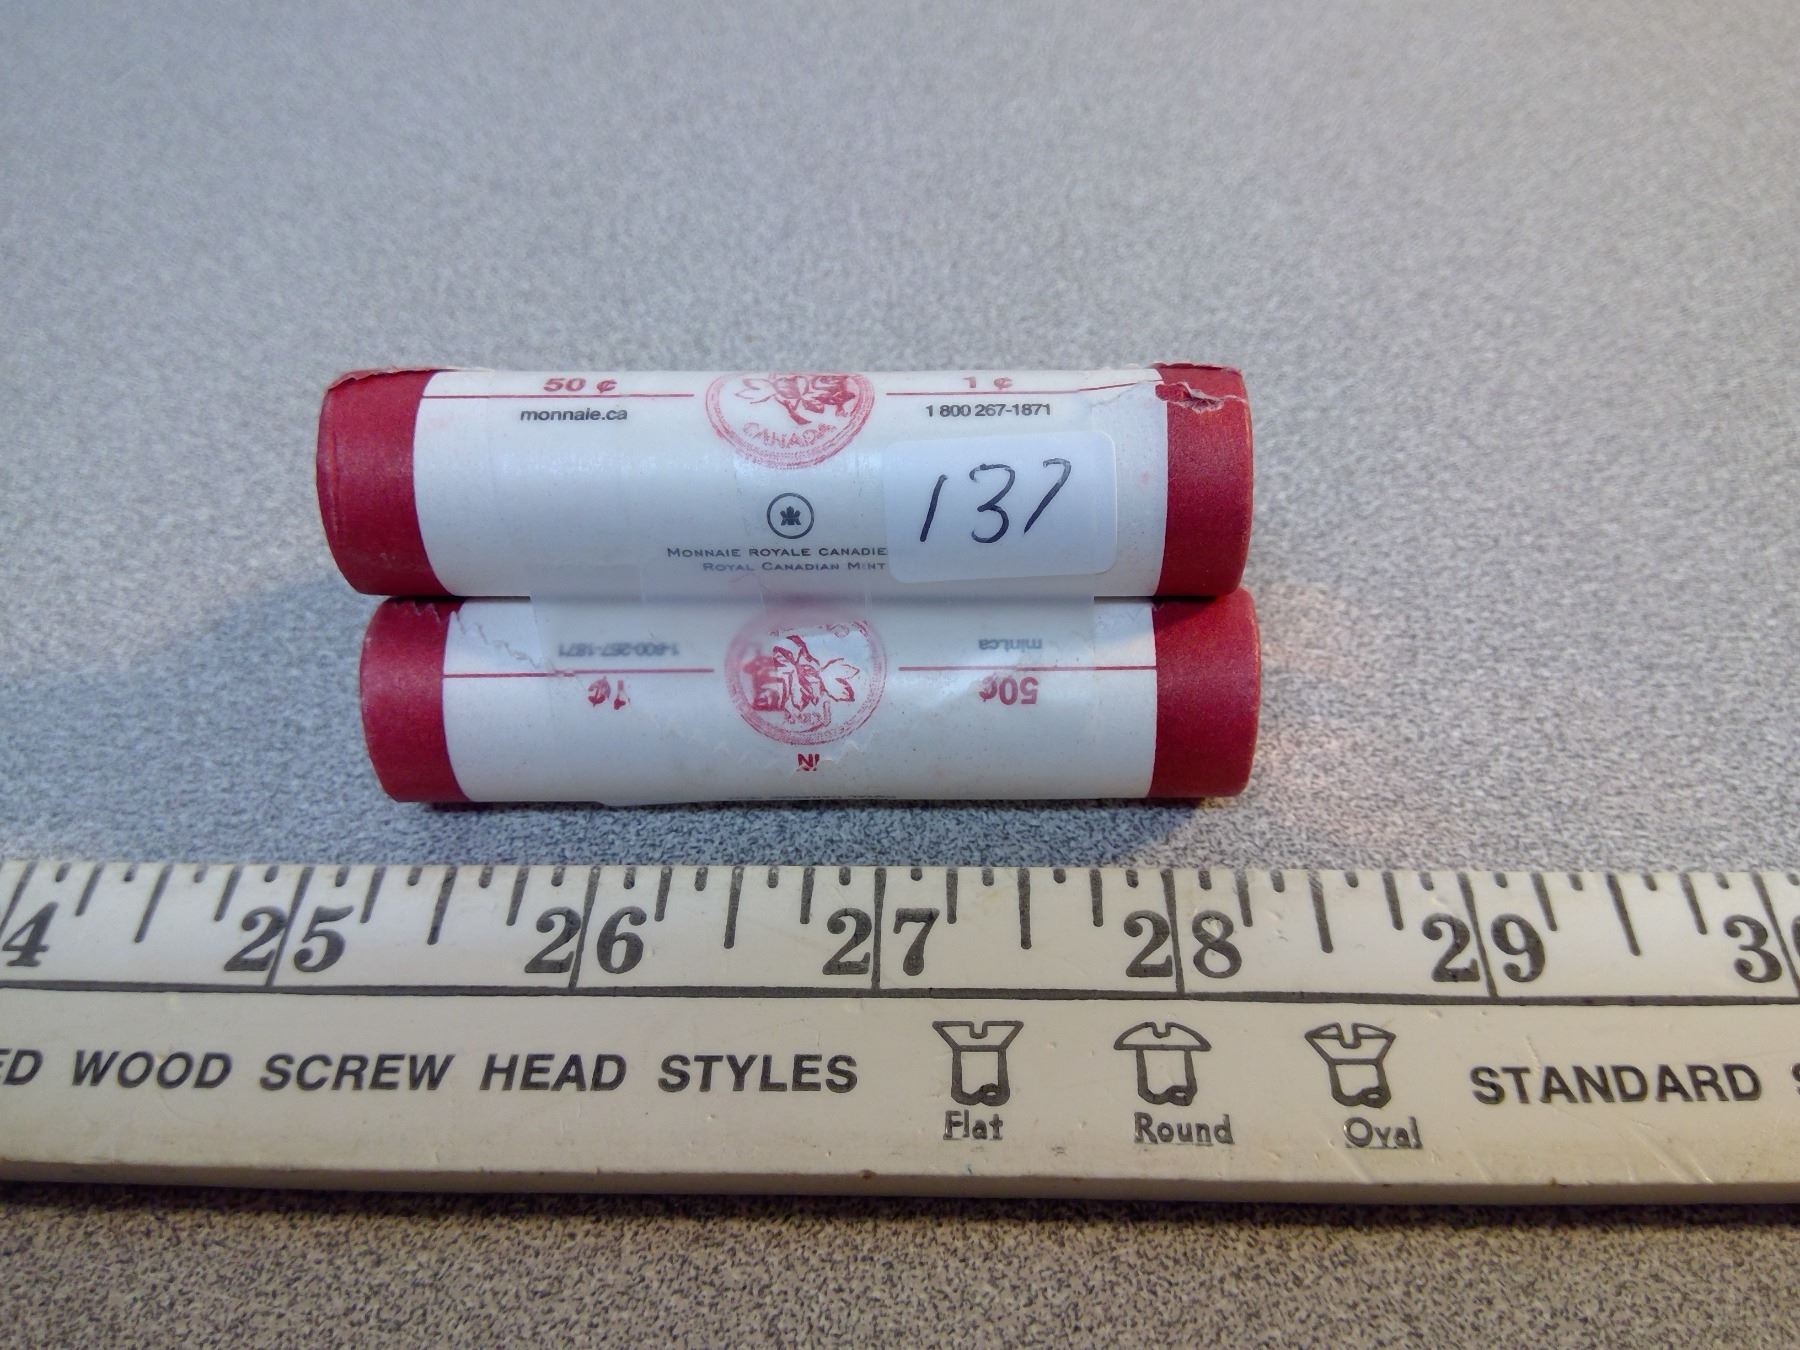 50 ¢ 1 ¢
monnaie.ca 1 800 267-1871
CANADA
137
MONNAIE ROYALE CANADIE
ROYAL CANADIAN MINT
1-800-267-1871 mint.ca
1¢ 50¢
4 25 26 27 28 29 3
ED WOOD SCREW HEAD STYLES STANDARD
Flat Round Oval